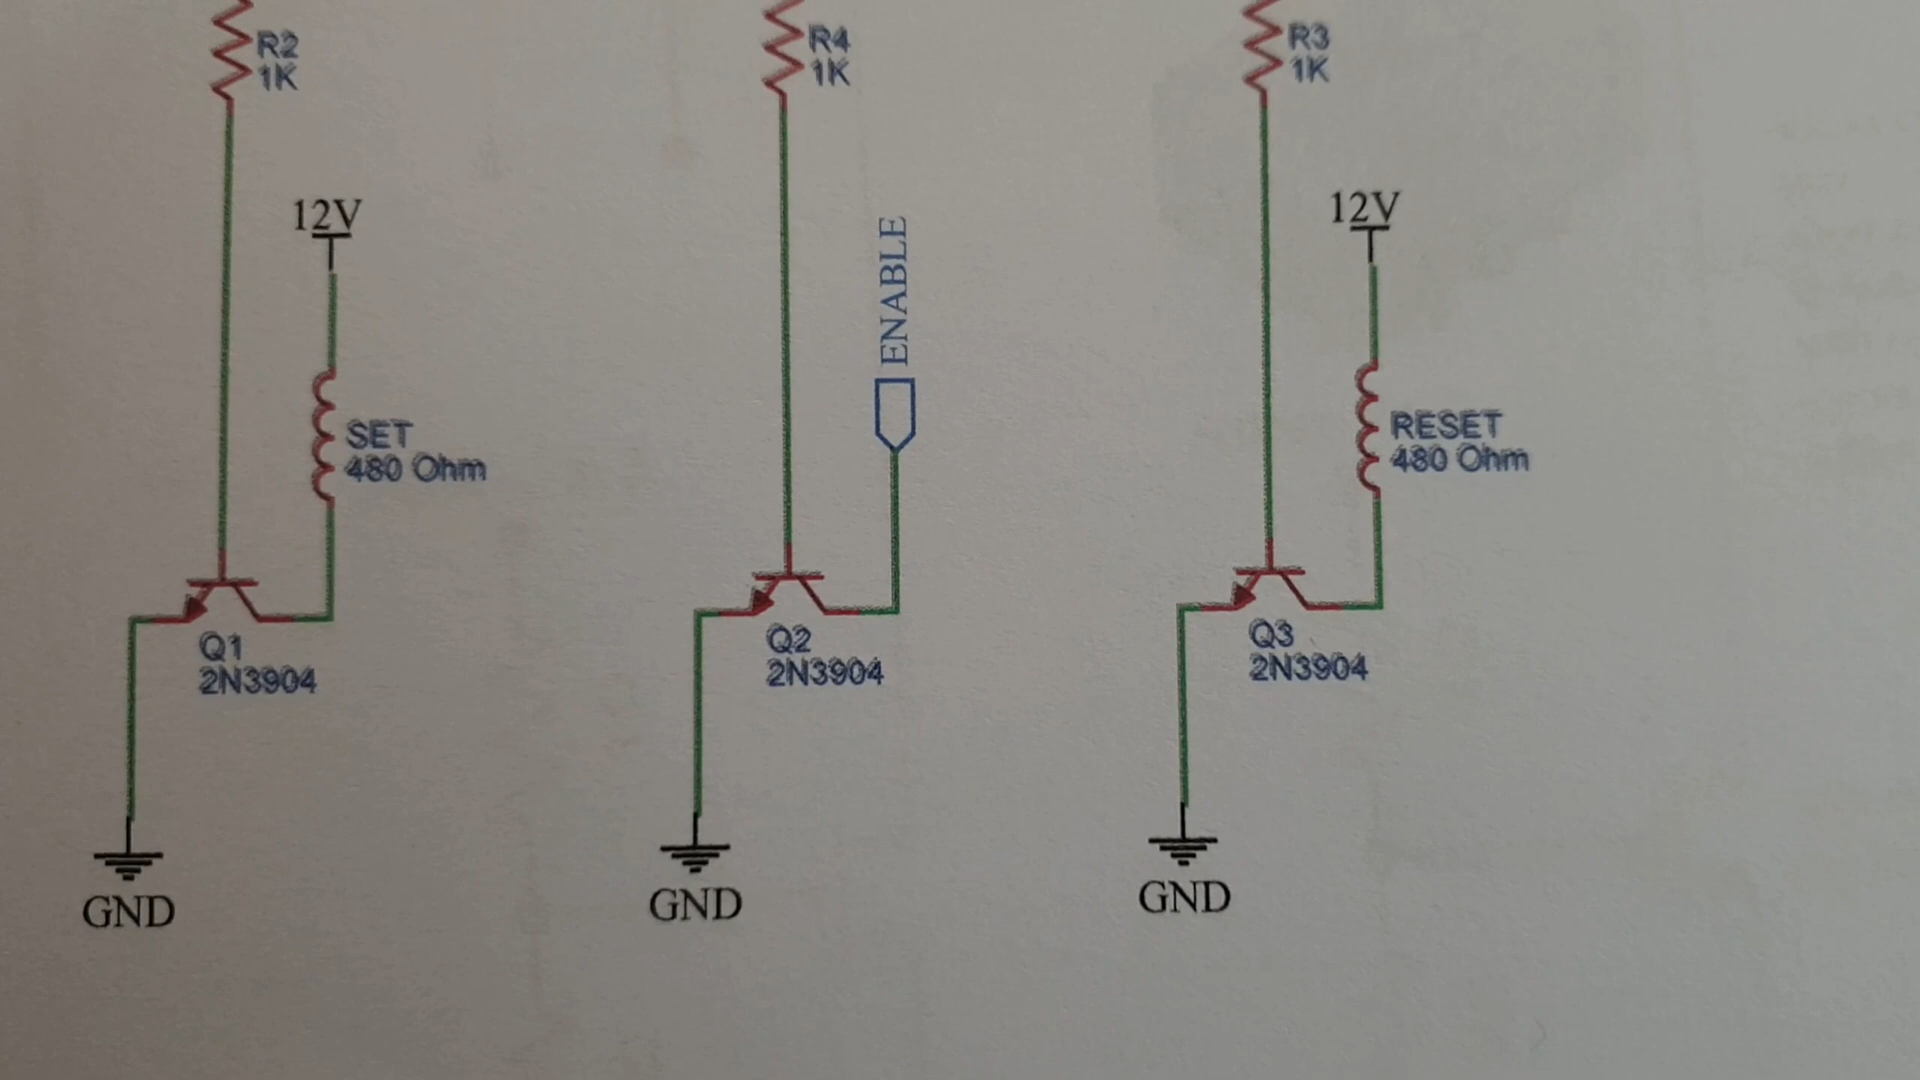 R2
1K
R4
1K
R3
1K
12V
SET
480 Ohm
ENABLE
12V
RESET
480 Ohm
Q1
2N3904
Q2
2N3904
Q3
2N3904
GND
GND
GND